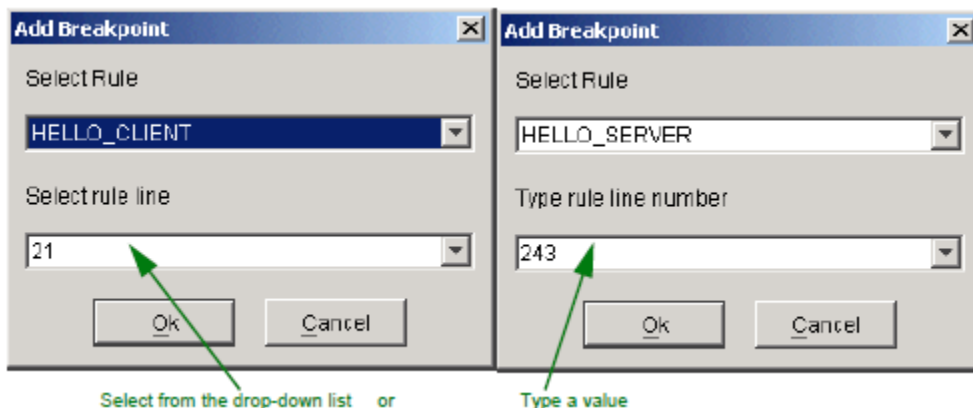 Add Breakpoint
Select Rule
HELLO_CLIENT
Select rule line
21
Ok Cancel
Add Breakpoint
Select Rule
HELLO_SERVER
Type rule line number
243
Ok Cancel
Select from the drop-down list or
Type a value